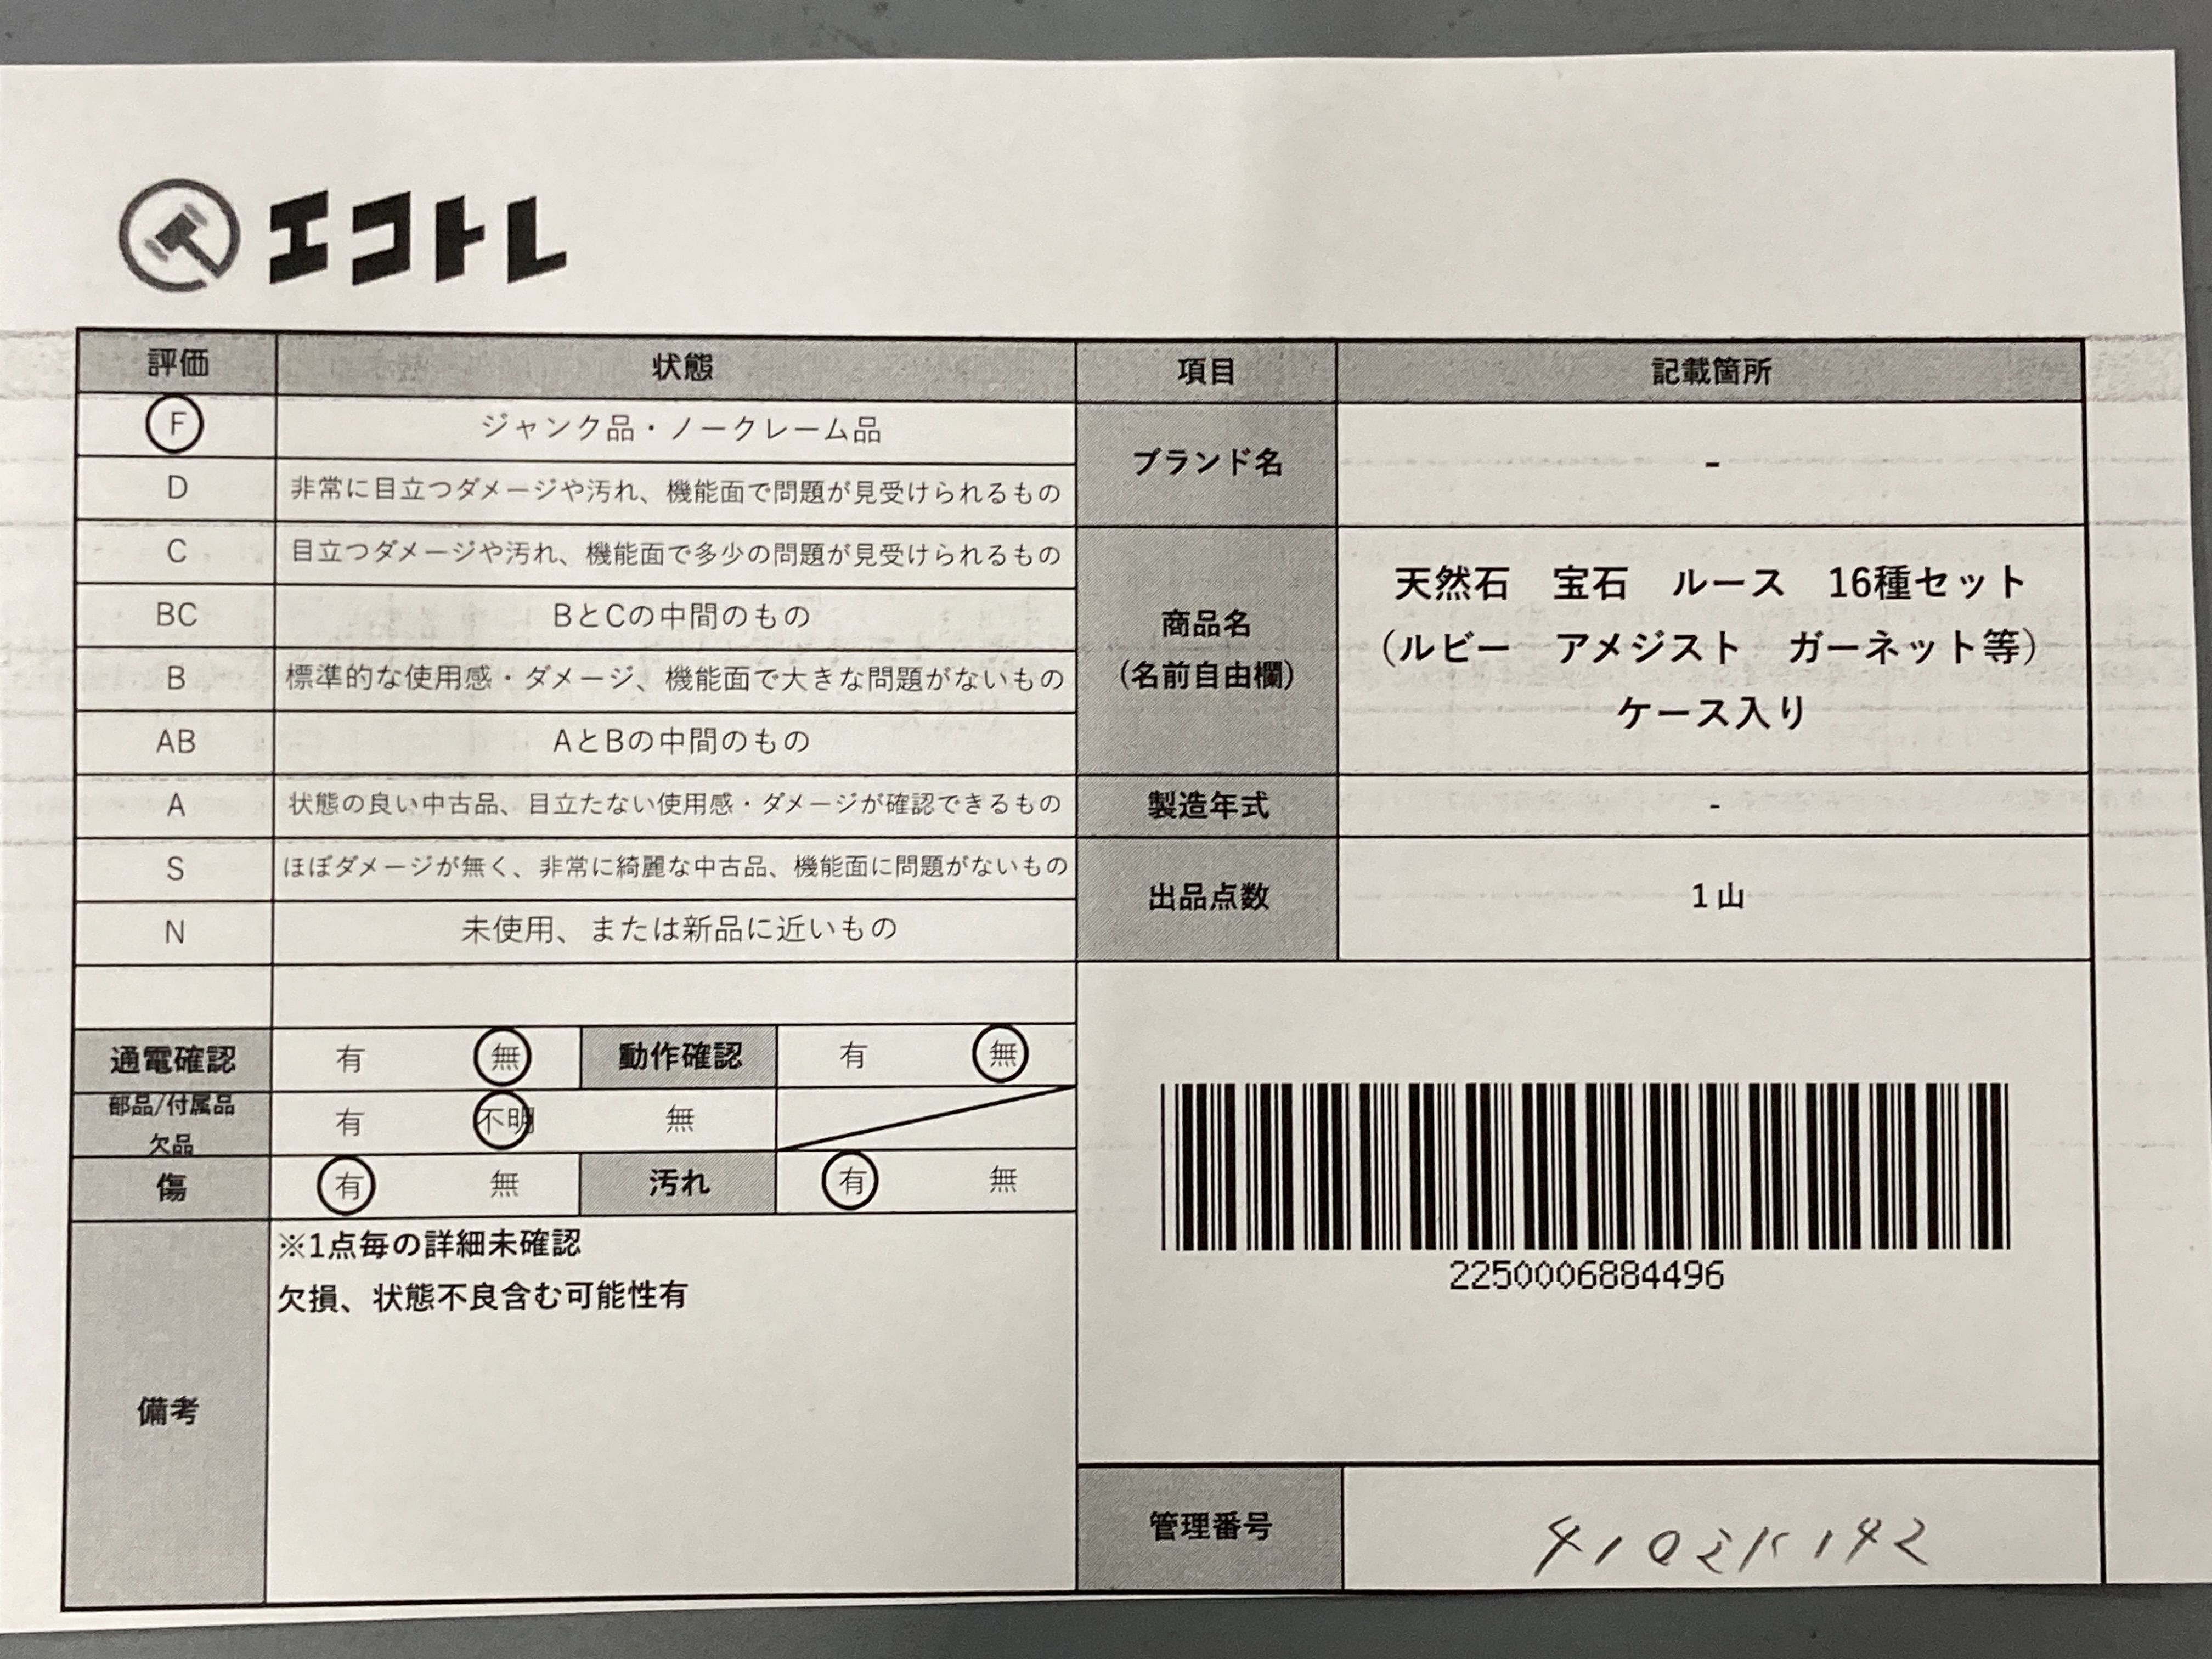 エコトレ
評価 状態 項目 記載箇所
F ジャンク品・ノークレーム品
D 非常に目立つダメージや汚れ、機能面で問題が見受けられるもの
ブランド名 -
C 目立つダメージや汚れ、機能面で多少の問題が見受けられるもの
BC BとCの中間のもの
B 標準的な使用感・ダメージ、機能面で大きな問題がないもの
AB AとBの中間のもの
商品名
(名前自由欄)
天然石　宝石　ルース　16種セット
（ルビー　アメジスト　ガーネット等）
ケース入り
A 状態の良い中古品、目立たない使用感・ダメージが確認できるもの
製造年式 -
S ほぼダメージが無く、非常に綺麗な中古品、機能面に問題がないもの
N 未使用、または新品に近いもの
出品点数 1山
通電確認 有 無 動作確認 有 無
部品/付属品
欠品
有 不明 無
傷 有 無 汚れ 有 無
2250006884496
備考
※1点毎の詳細未確認
欠損、状態不良含む可能性有
管理番号 4102K142